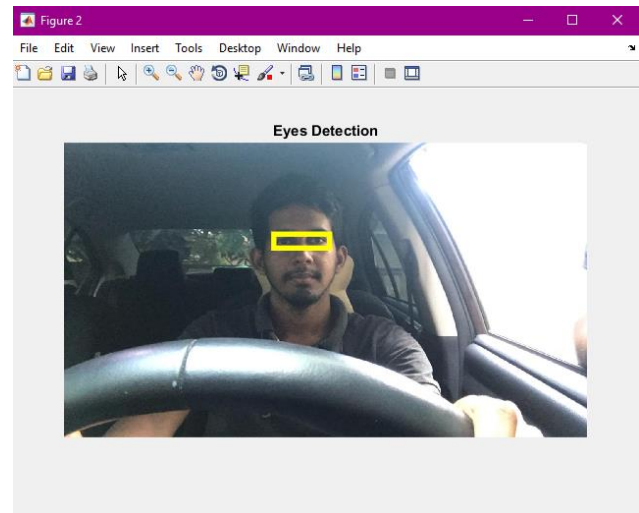 Figure 2
File Edit View Insert Tools Desktop Window Help
Eyes Detection